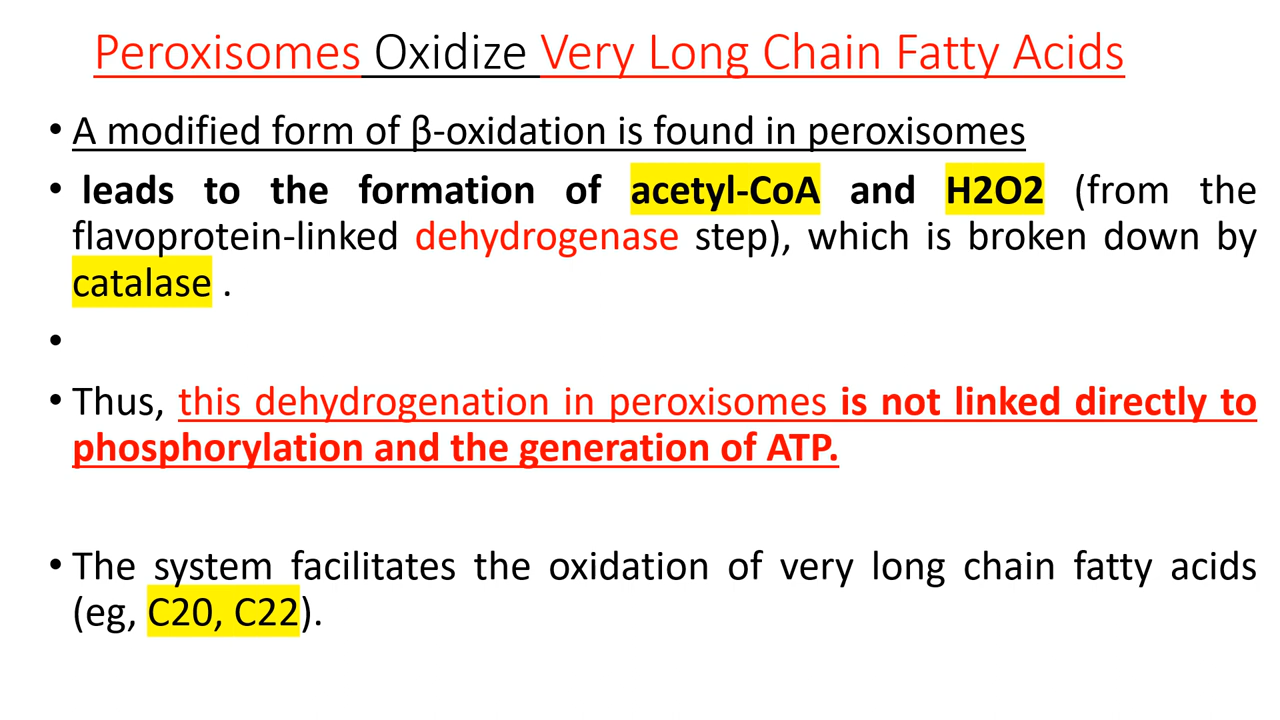 Peroxisomes Oxidize Very Long Chain Fatty Acids
• A modified form of β-oxidation is found in peroxisomes
• leads to the formation of acetyl-CoA and H2O2 (from the
flavoprotein-linked dehydrogenase step), which is broken down by
catalase .
•
• Thus, this dehydrogenation in peroxisomes is not linked directly to
phosphorylation and the generation of ATP.
• The system facilitates the oxidation of very long chain fatty acids
(eg, C20, C22).